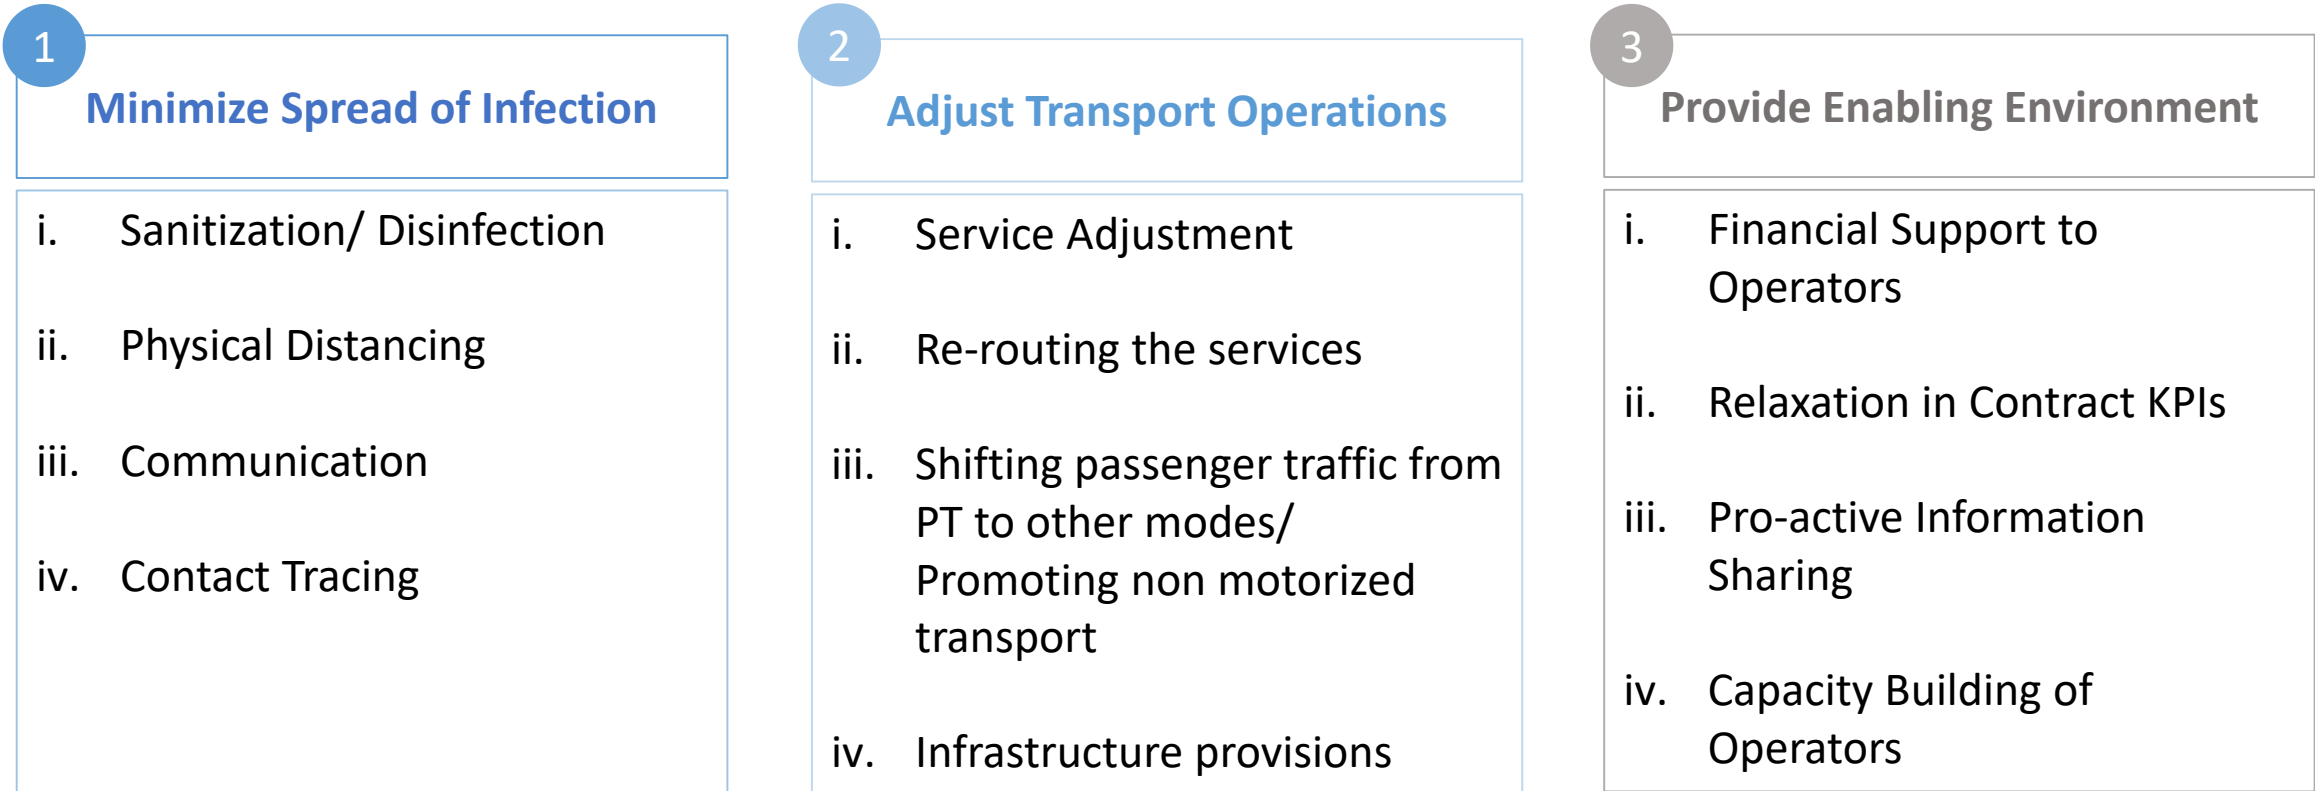 1
Minimize Spread of Infection
i. Sanitization/ Disinfection
ii. Physical Distancing
iii. Communication
iv. Contact Tracing
2
Adjust Transport Operations
i. Service Adjustment
ii. Re-routing the services
iii. Shifting passenger traffic from
PT to other modes/
Promoting non motorized
transport
iv. Infrastructure provisions
3
Provide Enabling Environment
i. Financial Support to
Operators
ii. Relaxation in Contract KPIs
iii. Pro-active Information
Sharing
iv. Capacity Building of
Operators